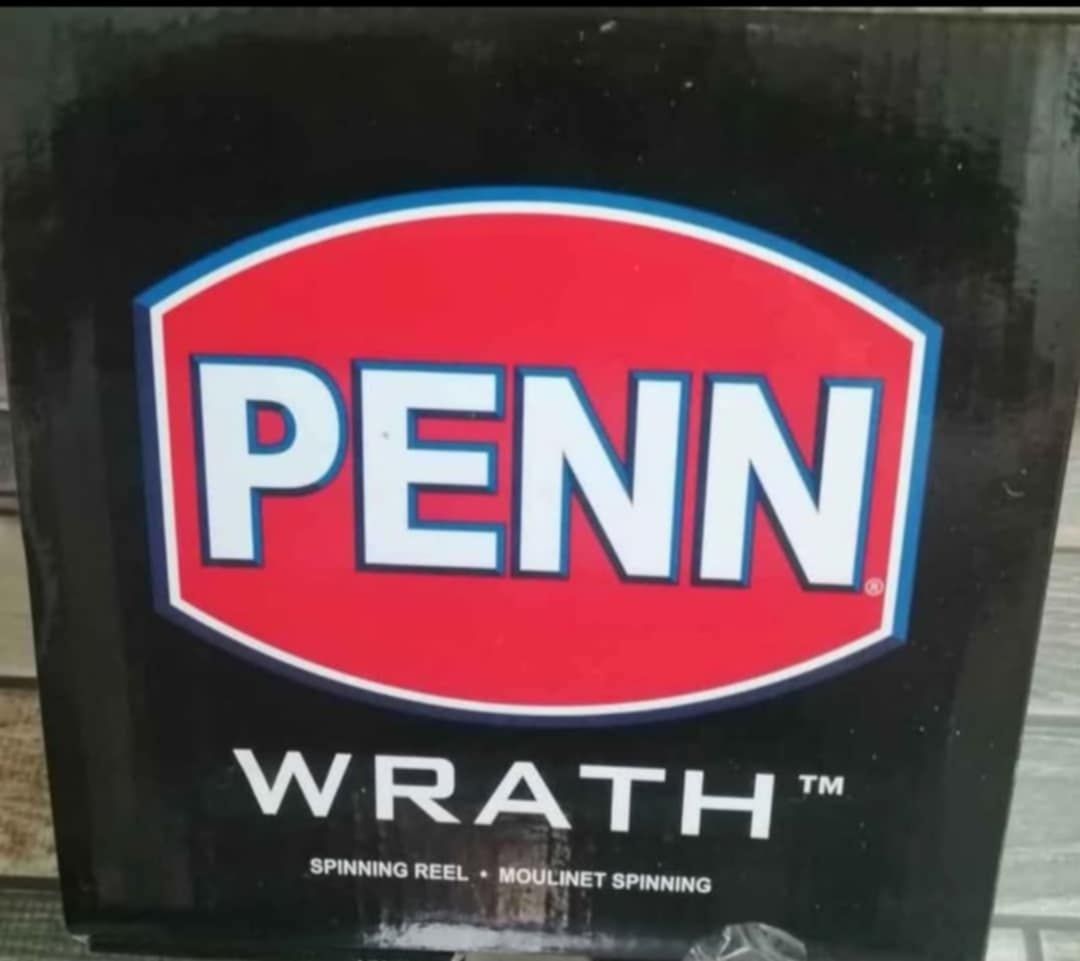 PENN®
WRATH™
SPINNING REEL • MOULINET SPINNING